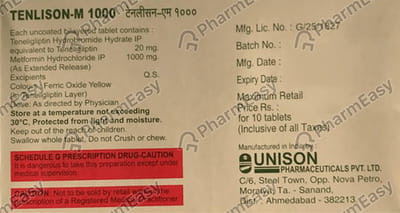 TENLISON-M 1000 टेनलीसन-एम १०००
Each uncoated bilayered tablet contains:
Teneligliptin Hydrobromide Hydrate IP
equivalent to Teneligliptin 20 mg.
Metformin Hydrochloride IP 1000 mg.
(As Extended Release)
Excipients Q.S.
Colour: Ferric Oxide Yellow
(in Teneligliptin Layer)
Dose: As directed by Physician
Store at a temperature not exceeding
30°C. Protected from light and moisture.
Keep out of the reach of children.
Swallow whole tablet, Do not Crush or chew.
SCHEDULE G PRESCRIPTION DRUG-CAUTION
It is dangerous to take this preparation except under
medical supervision.
CAUTION: Not to be sold by retail without the
Prescription of a Registered Medical Practitioner
Mfg. Lic. No.: G/25/1827
Batch No.:
Mfg. Date :
Expiry Date :
Maximum Retail
Price Rs.:
for 10 tablets
(Inclusive of all Taxes)
Manufactured in India by:
UNISON
PHARMACEUTICALS PVT. LTD.
C/6, Steel Town, Opp. Nova Petro,
Moraiya, Ta. - Sanand,
Dist. : Ahmedabad - 382213
PharmEasy